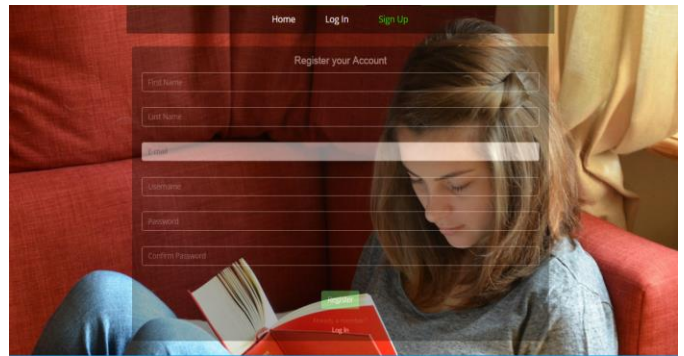 Home Log In Sign Up
Register your Account
First Name
Last Name
E-mail
Username
Password
Confirm Password
Register
Log In